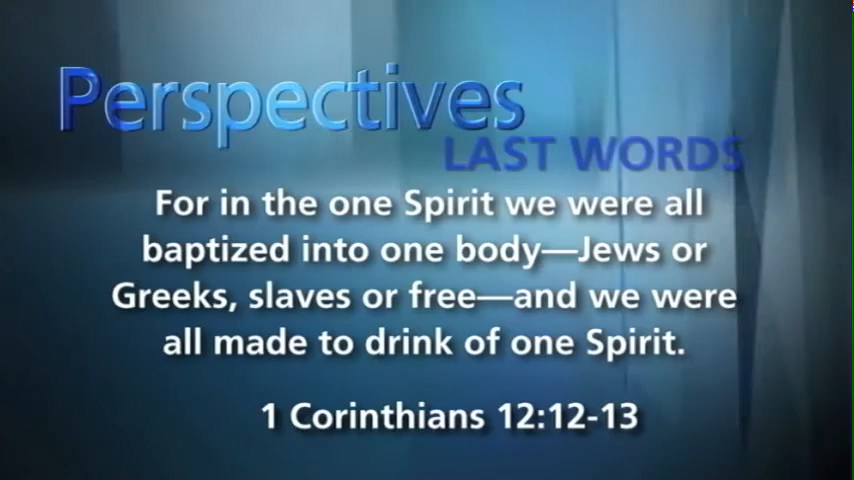 Perspectives
LAST WORDS
For in the one Spirit we were all
baptized into one body—Jews or
Greeks, slaves or free—and we were
all made to drink of one Spirit.
1 Corinthians 12:12-13